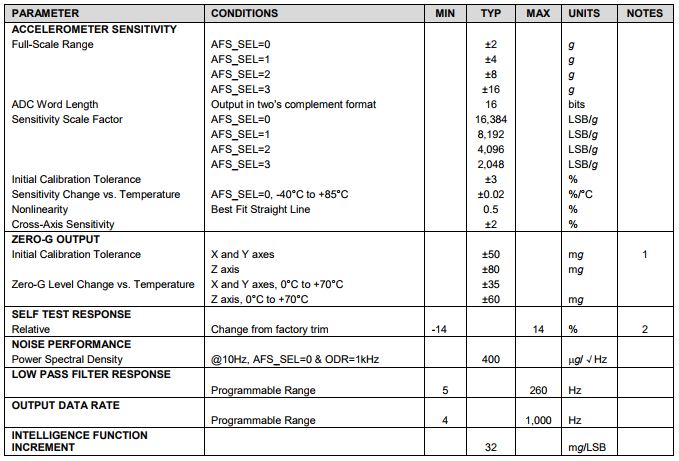 PARAMETER CONDITIONS MIN TYP MAX UNITS NOTES
ACCELEROMETER SENSITIVITY
Full-Scale Range AFS_SEL=0 ±2 g
AFS_SEL=1 ±4 g
AFS_SEL=2 ±8 g
AFS_SEL=3 ±16 g
ADC Word Length Output in two's complement format 16 bits
Sensitivity Scale Factor AFS_SEL=0 16,384 LSB/g
AFS_SEL=1 8,192 LSB/g
AFS_SEL=2 4,096 LSB/g
AFS_SEL=3 2,048 LSB/g
Initial Calibration Tolerance ±3 %
Sensitivity Change vs. Temperature AFS_SEL=0, -40°C to +85°C ±0.02 %/°C
Nonlinearity Best Fit Straight Line 0.5 %
Cross-Axis Sensitivity ±2 %
ZERO-G OUTPUT
Initial Calibration Tolerance X and Y axes ±50 mg 1
Z axis ±80 mg
Zero-G Level Change vs. Temperature X and Y axes, 0°C to +70°C ±35
Z axis, 0°C to +70°C ±60 mg
SELF TEST RESPONSE
Relative Change from factory trim -14 14 % 2
NOISE PERFORMANCE
Power Spectral Density @10Hz, AFS_SEL=0 & ODR=1kHz 400 µg/√Hz
LOW PASS FILTER RESPONSE
Programmable Range 5 260 Hz
OUTPUT DATA RATE
Programmable Range 4 1,000 Hz
INTELLIGENCE FUNCTION
INCREMENT 32 mg/LSB